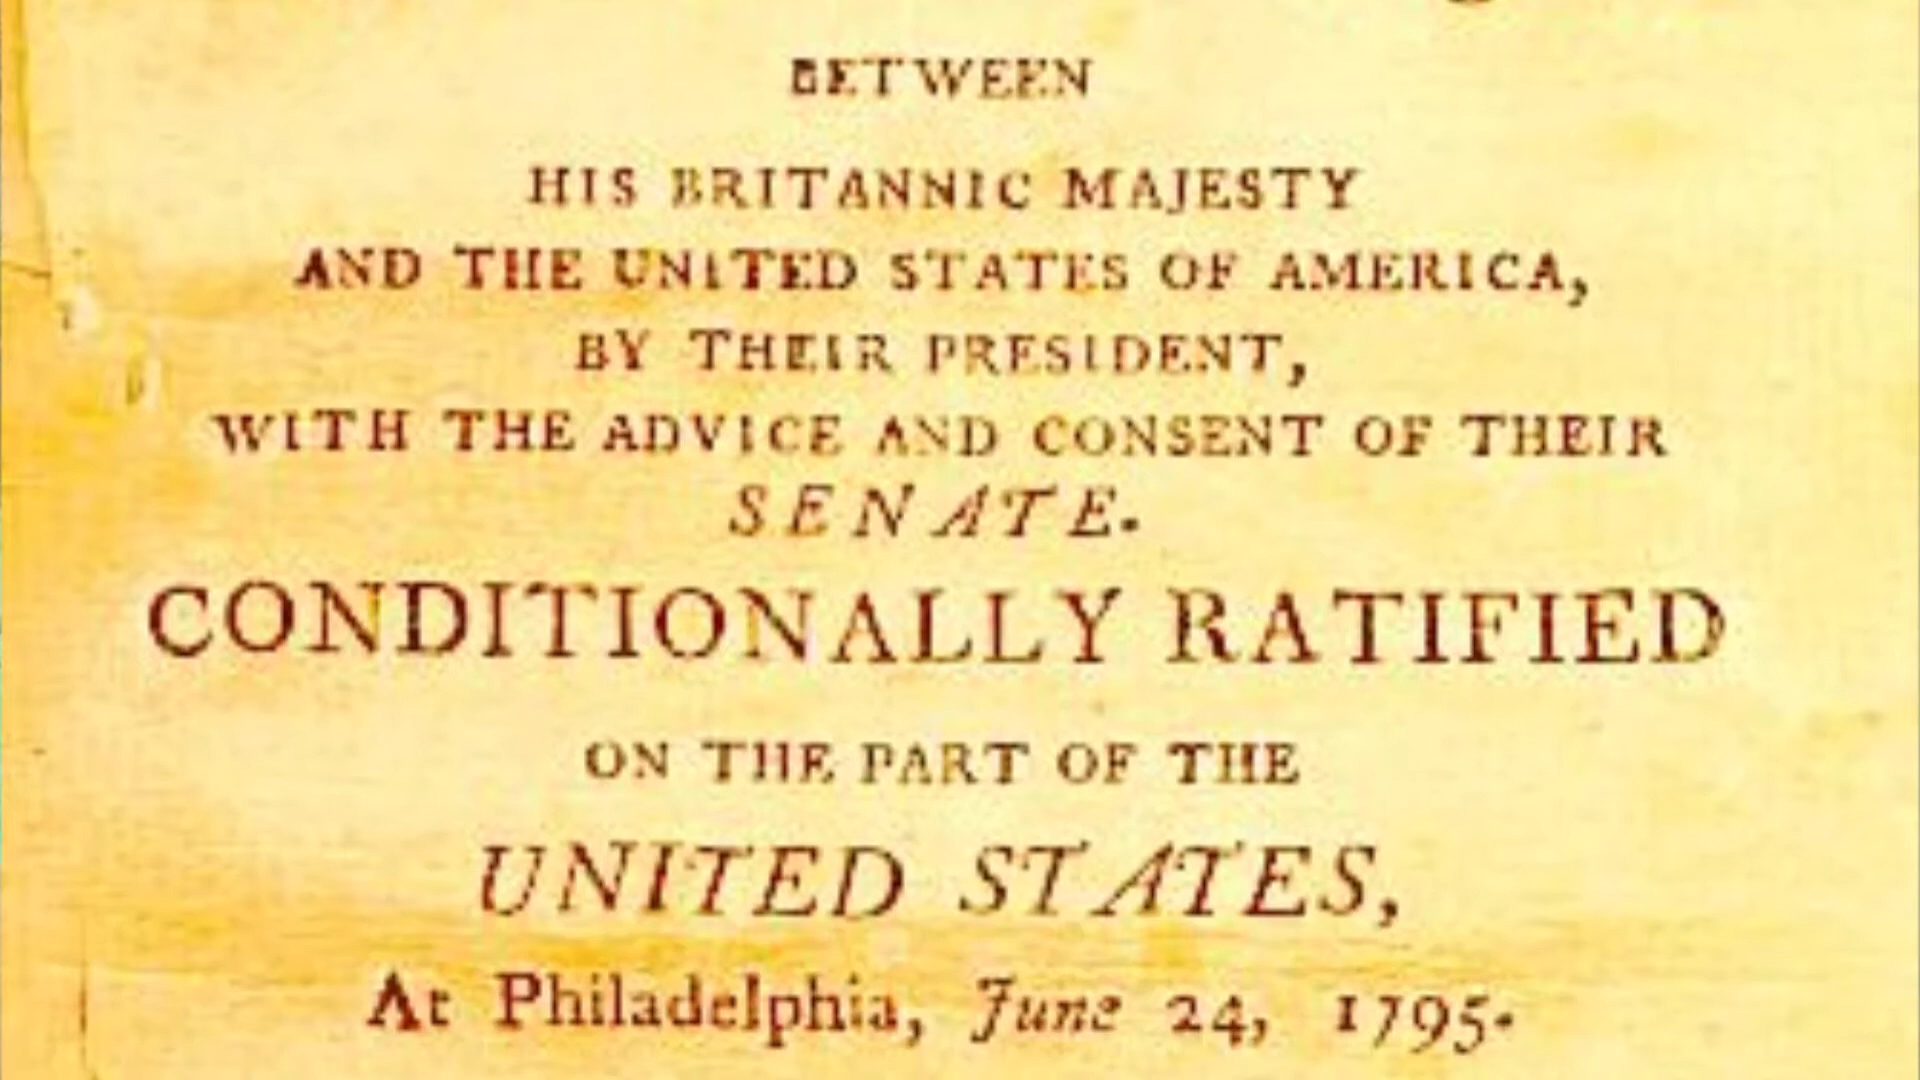 BETWEEN
HIS BRITANNIC MAJESTY
AND THE UNITED STATES OF AMERICA,
BY THEIR PRESIDENT,
WITH THE ADVICE AND CONSENT OF THEIR
SENATE.
CONDITIONALLY RATIFIED
ON THE PART OF THE
UNITED STATES,
At Philadelphia, June 24, 1795.